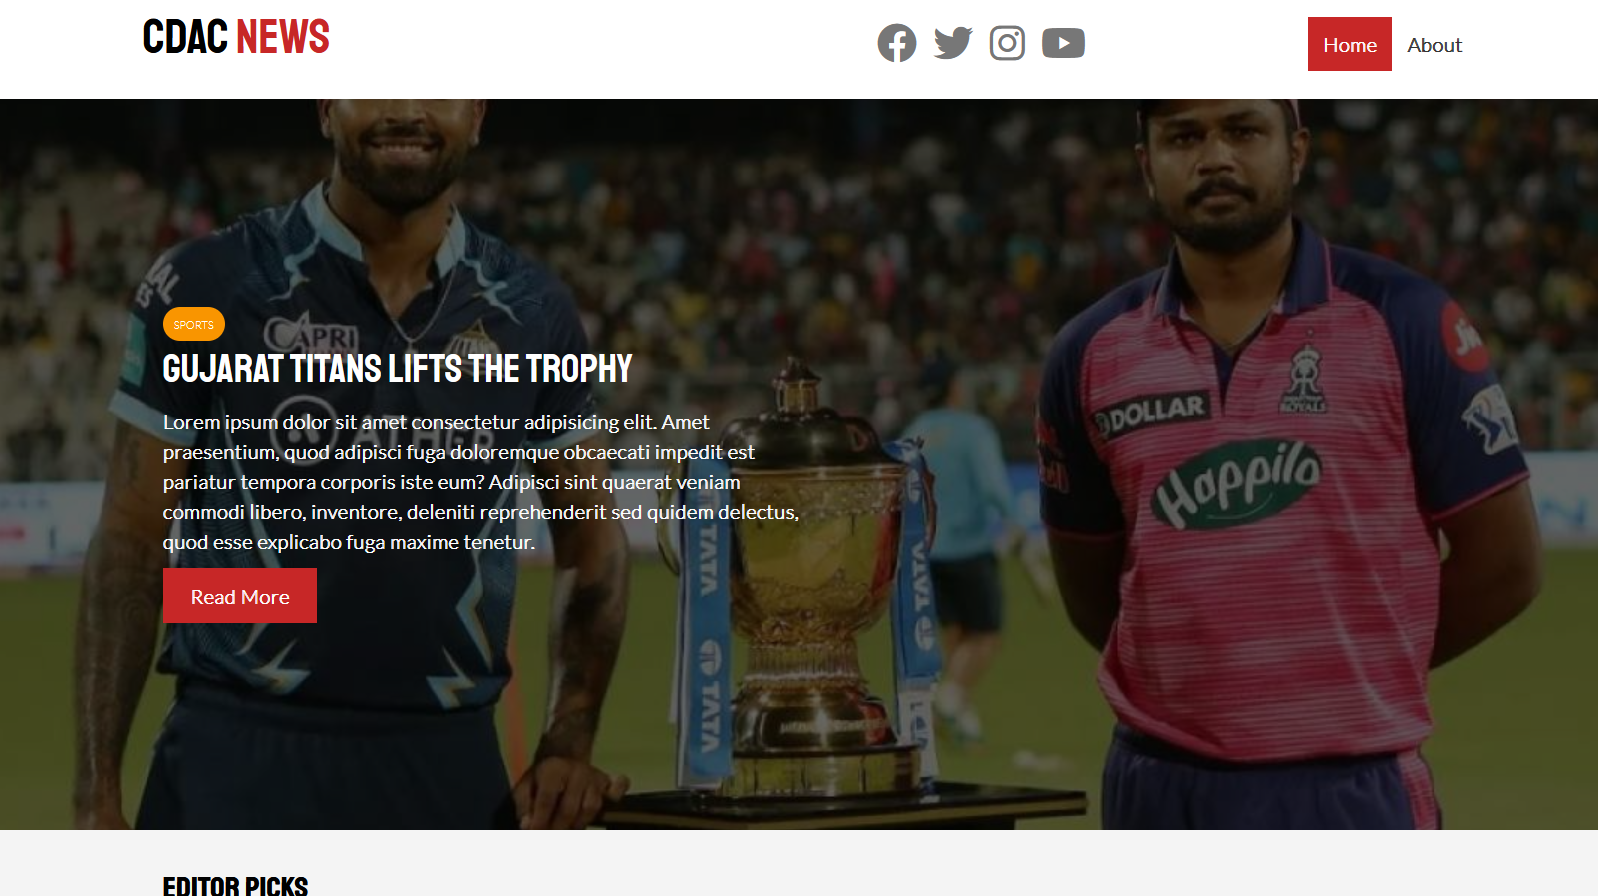 CDAC NEWS
Home
About
SPORTS
GUJARAT TITANS LIFTS THE TROPHY
Lorem ipsum dolor sit amet consectetur adipisicing elit. Amet
praesentium, quod adipisci fuga doloremque obcaecati impedit est
pariatur tempora corporis iste eum? Adipisci sint quaerat veniam
commodi libero, inventore, deleniti reprehenderit sed quidem delectus,
quod esse explicabo fuga maxime tenetur.
Read More
CAPRI
DOLLAR
ROYALS
Happilo
Jio
TATA
TATA
TATA
TATA
EDITOR PICKS